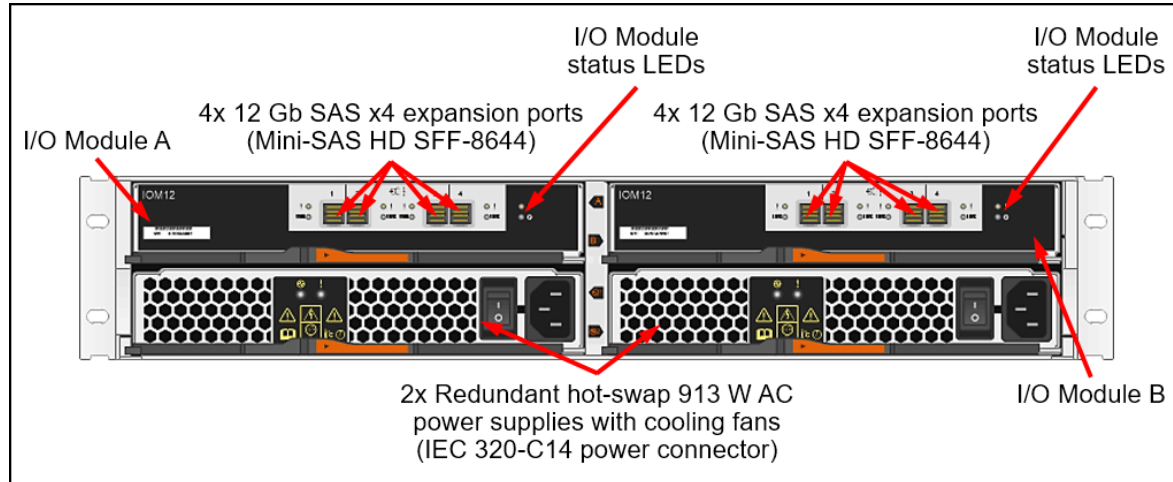 I/O Module
status LEDs
I/O Module
status LEDs
4x 12 Gb SAS x4 expansion ports
(Mini-SAS HD SFF-8644)
4x 12 Gb SAS x4 expansion ports
(Mini-SAS HD SFF-8644)
I/O Module A
IOM12
1
4
IOM12
1
4
A
B
2x Redundant hot-swap 913 W AC
power supplies with cooling fans
(IEC 320-C14 power connector)
I/O Module B